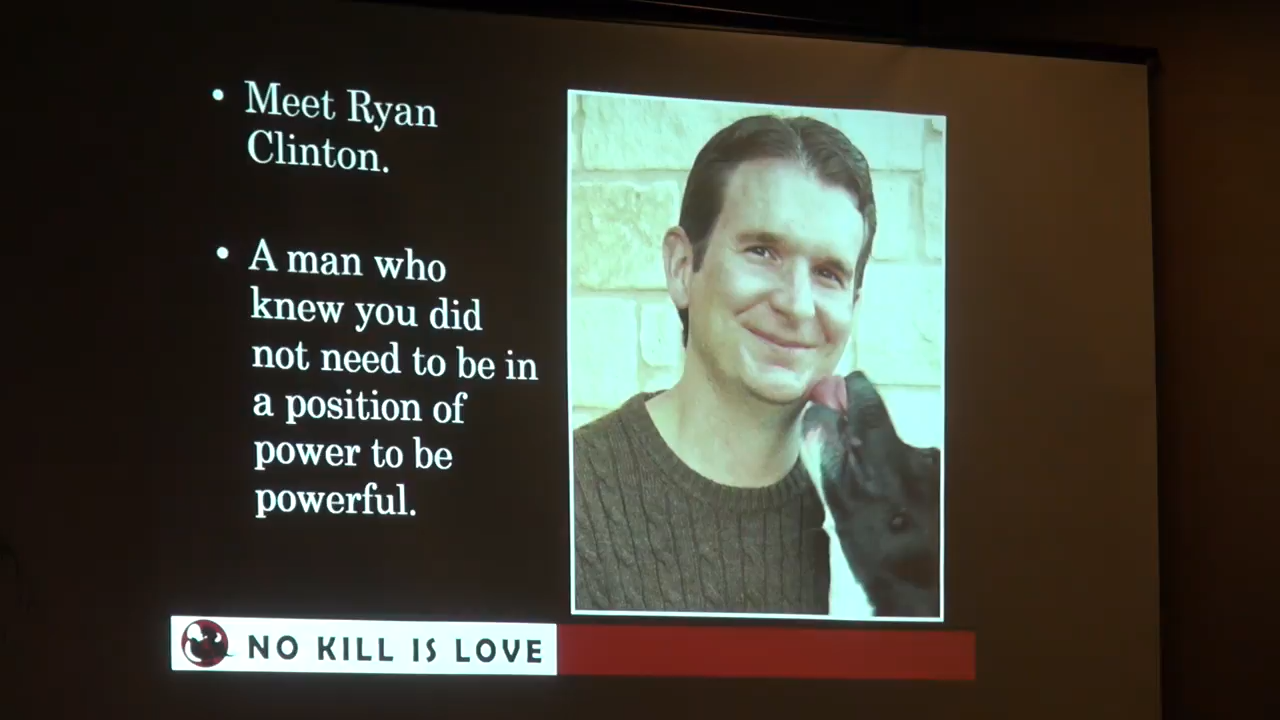 • Meet Ryan
Clinton.
• A man who
knew you did
not need to be in
a position of
power to be
powerful.
NO KILL IS LOVE